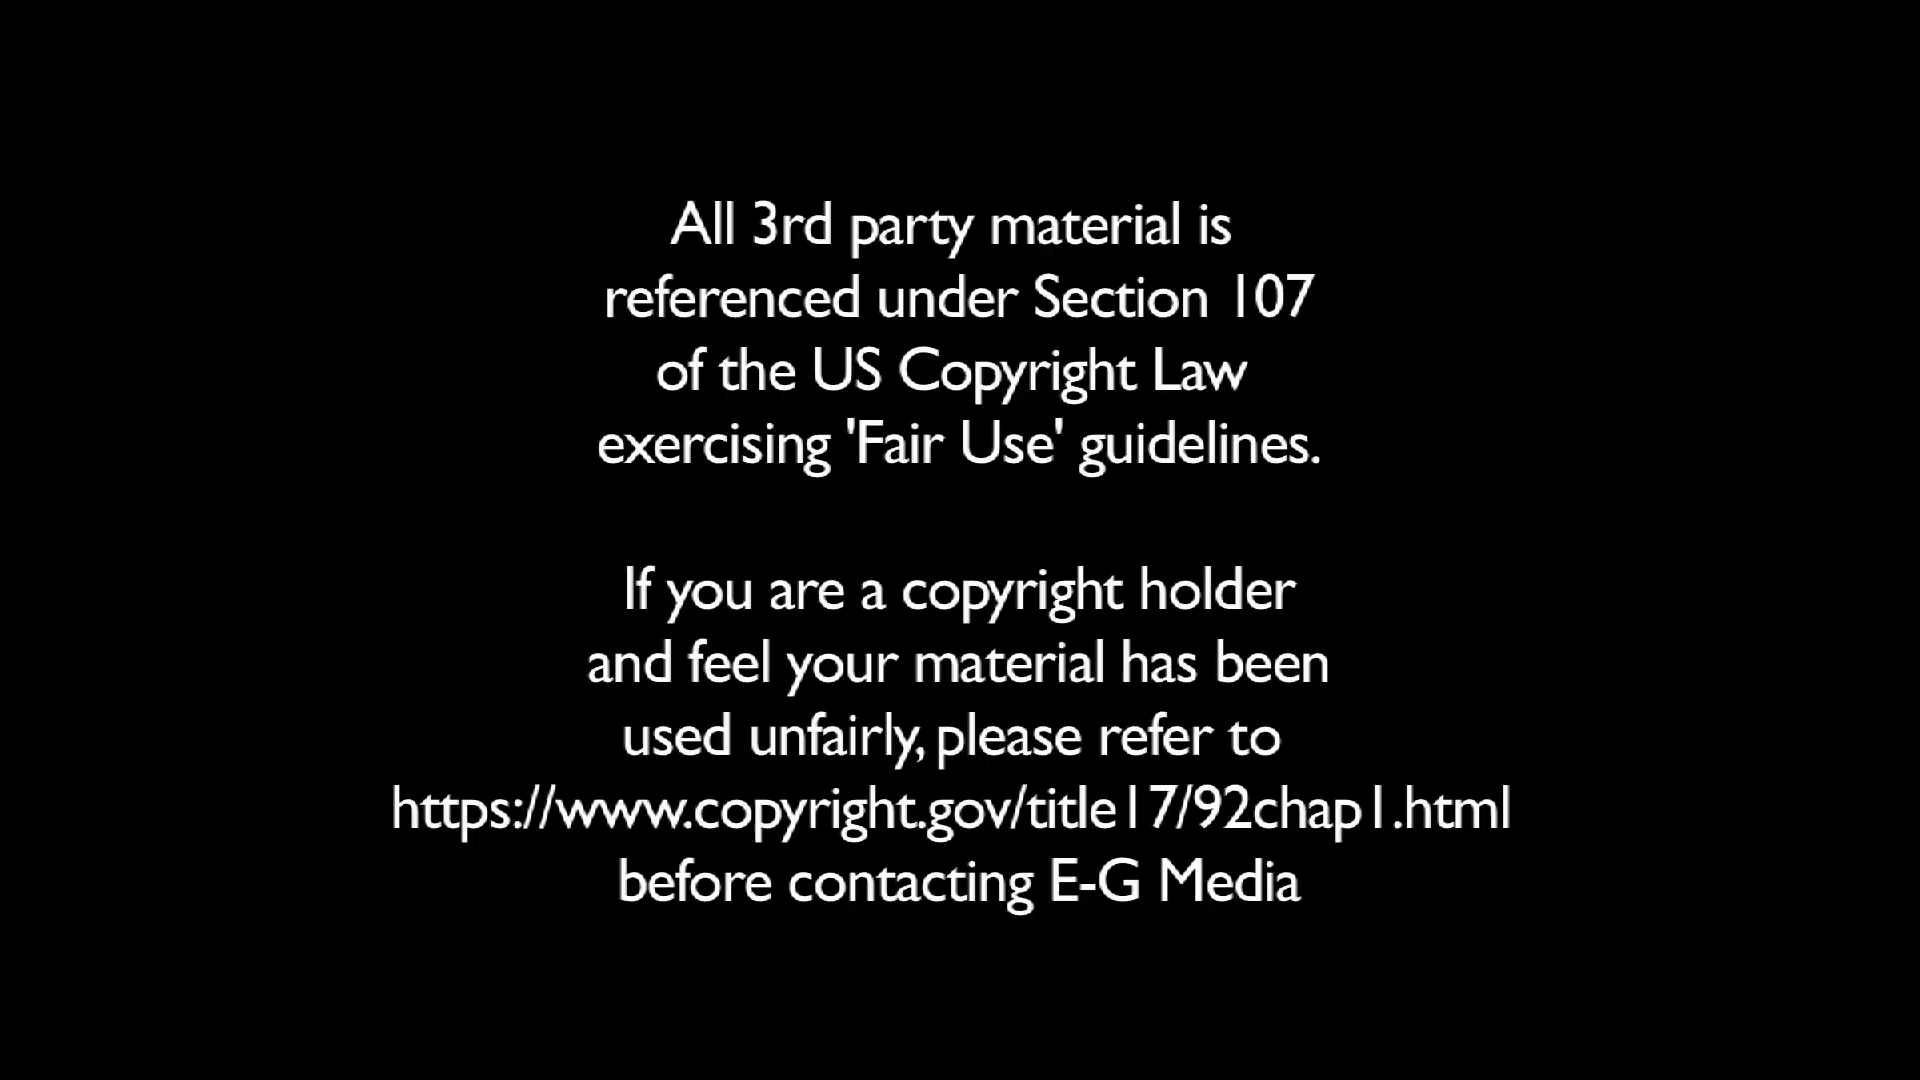 All 3rd party material is
referenced under Section 107
of the US Copyright Law
exercising 'Fair Use' guidelines.
If you are a copyright holder
and feel your material has been
used unfairly, please refer to
https://www.copyright.gov/title17/92chap1.html
before contacting E-G Media